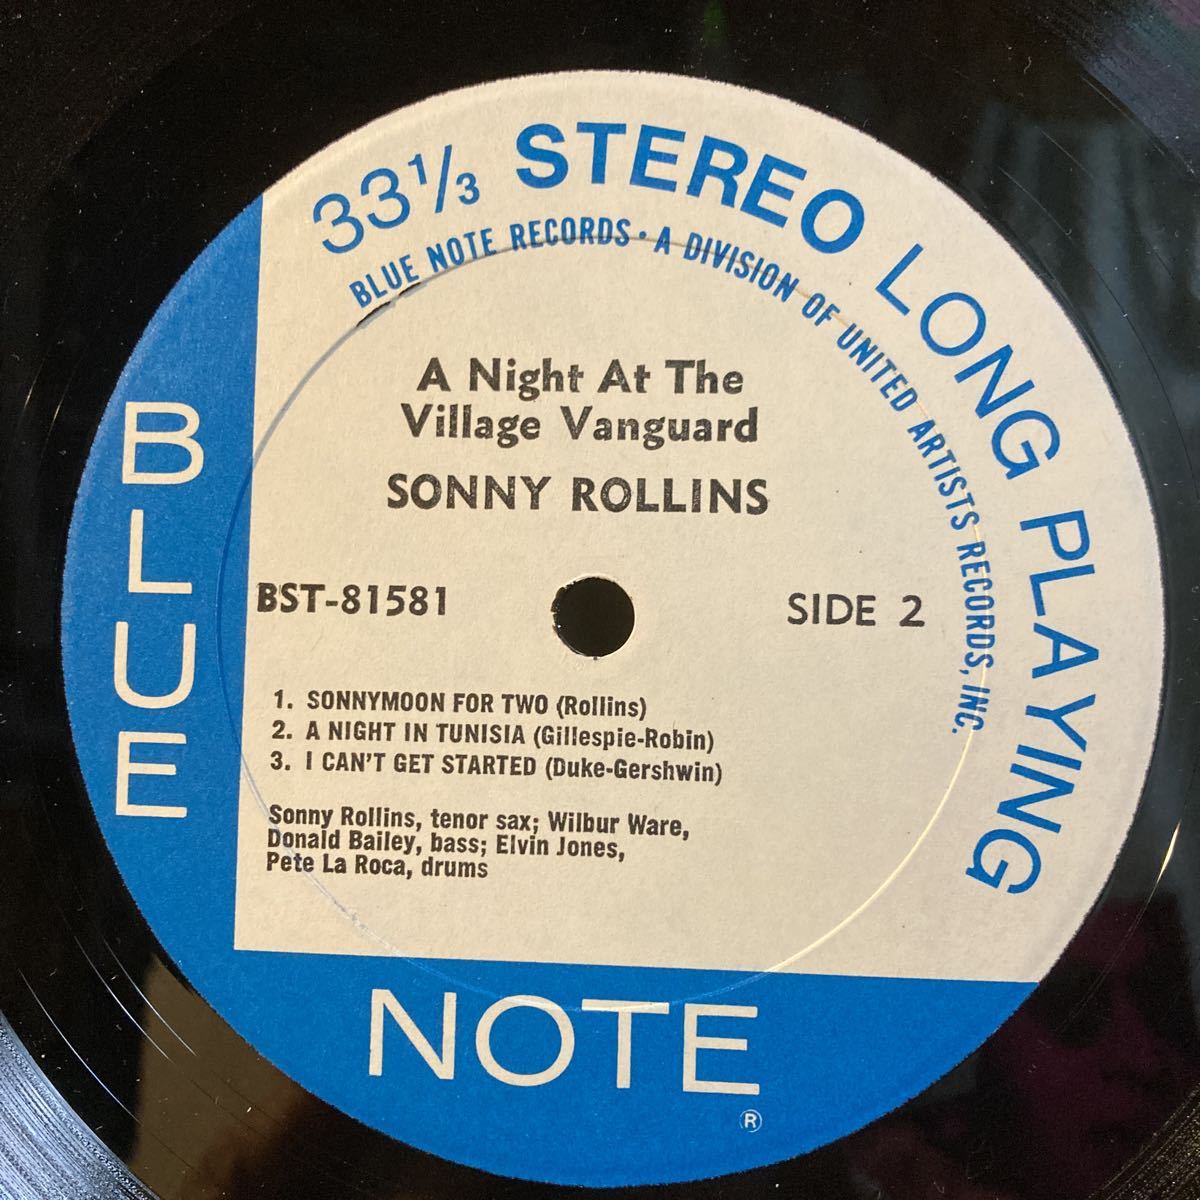 33 1/3 STEREO LONG PLAYING
BLUE NOTE RECORDS · A DIVISION OF UNITED ARTISTS RECORDS, INC.
A Night At The
Village Vanguard
SONNY ROLLINS
BST-81581
SIDE 2
1. SONNYMOON FOR TWO (Rollins)
2. A NIGHT IN TUNISIA (Gillespie-Robin)
3. I CAN'T GET STARTED (Duke-Gershwin)
Sonny Rollins, tenor sax; Wilbur Ware,
Donald Bailey, bass; Elvin Jones,
Pete La Roca, drums
BLUE
NOTE
®